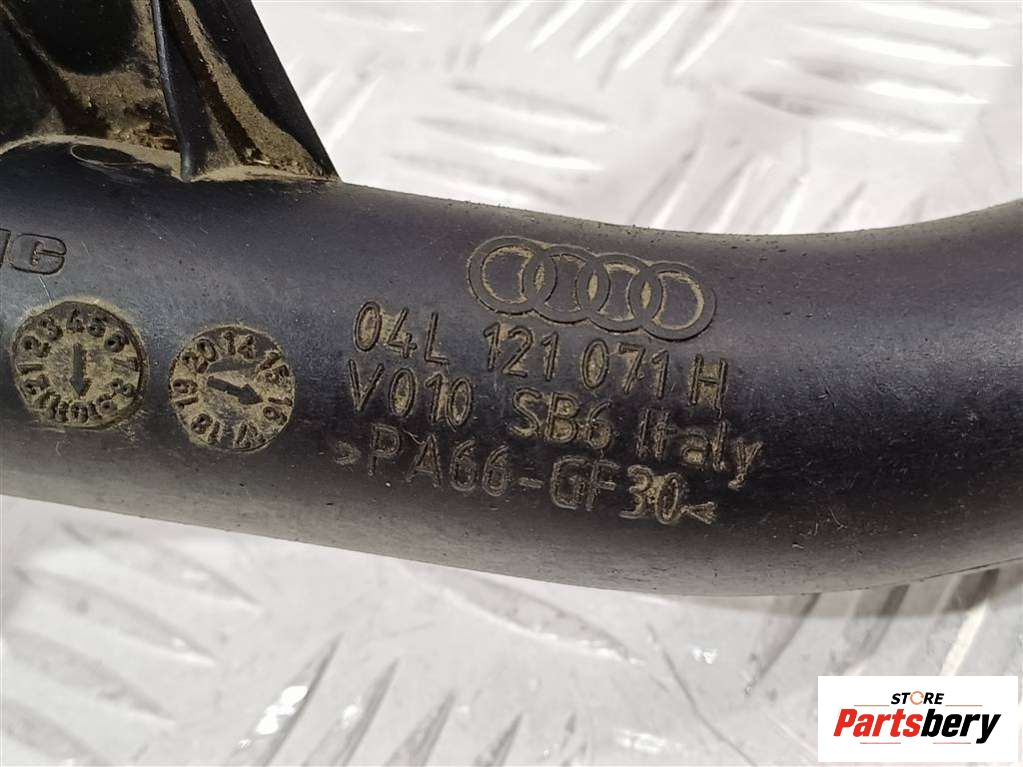 04L 121 071 H
V010 SB6 Italy
>PA66-GF30<
STORE
Partsbery